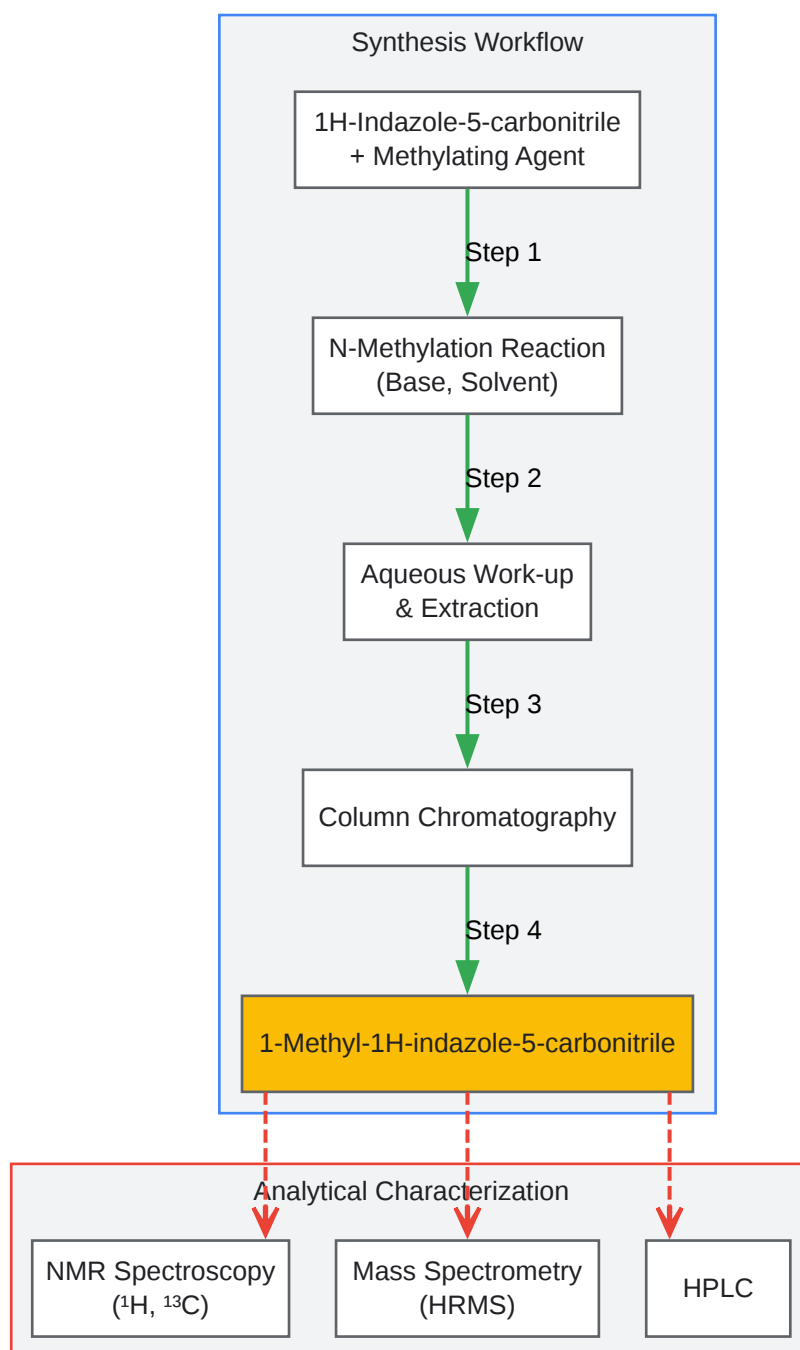 Synthesis Workflow
1H-Indazole-5-carbonitrile
+ Methylating Agent
Step 1
N-Methylation Reaction
(Base, Solvent)
Step 2
Aqueous Work-up
& Extraction
Step 3
Column Chromatography
Step 4
1-Methyl-1H-indazole-5-carbonitrile
Analytical Characterization
NMR Spectroscopy
(¹H, ¹³C)
Mass Spectrometry
(HRMS)
HPLC